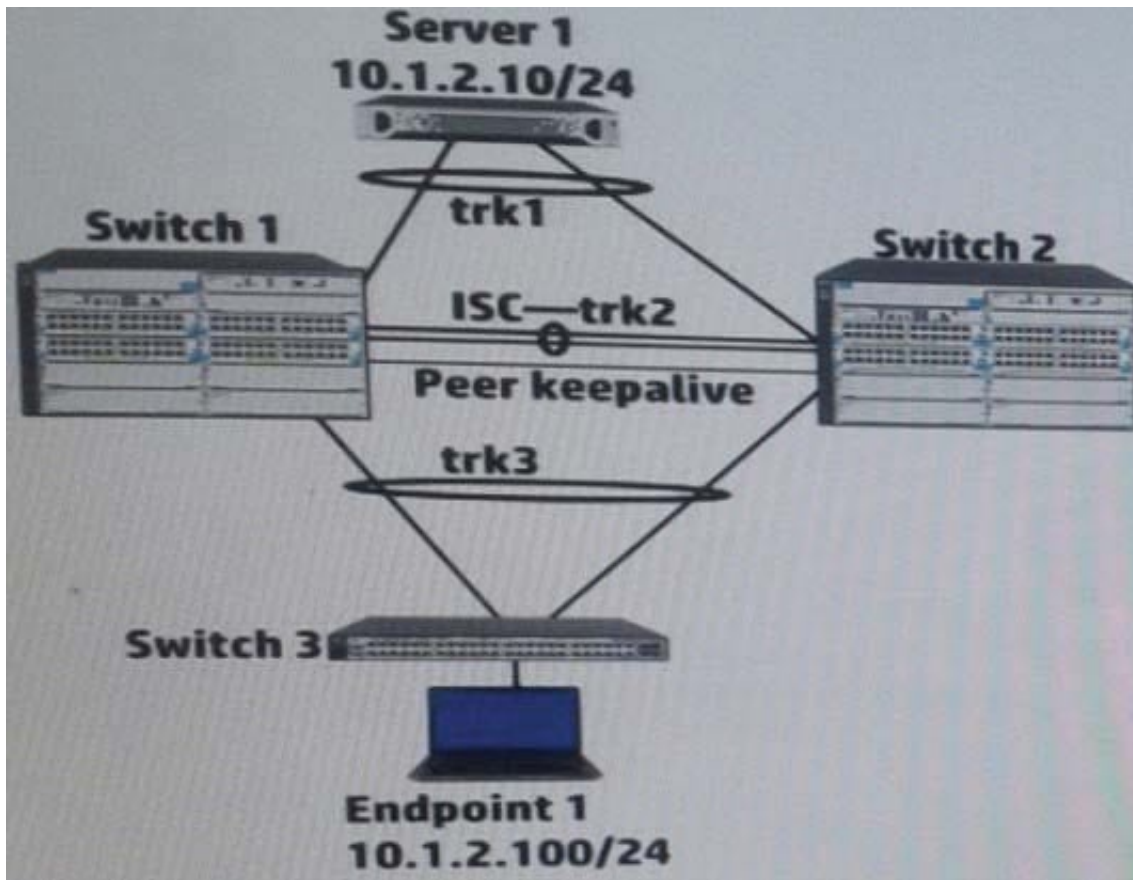 Server 1
10.1.2.10/24
trk1
Switch 1
Switch 2
ISC—trk2
Peer keepalive
trk3
Switch 3
Endpoint 1
10.1.2.100/24